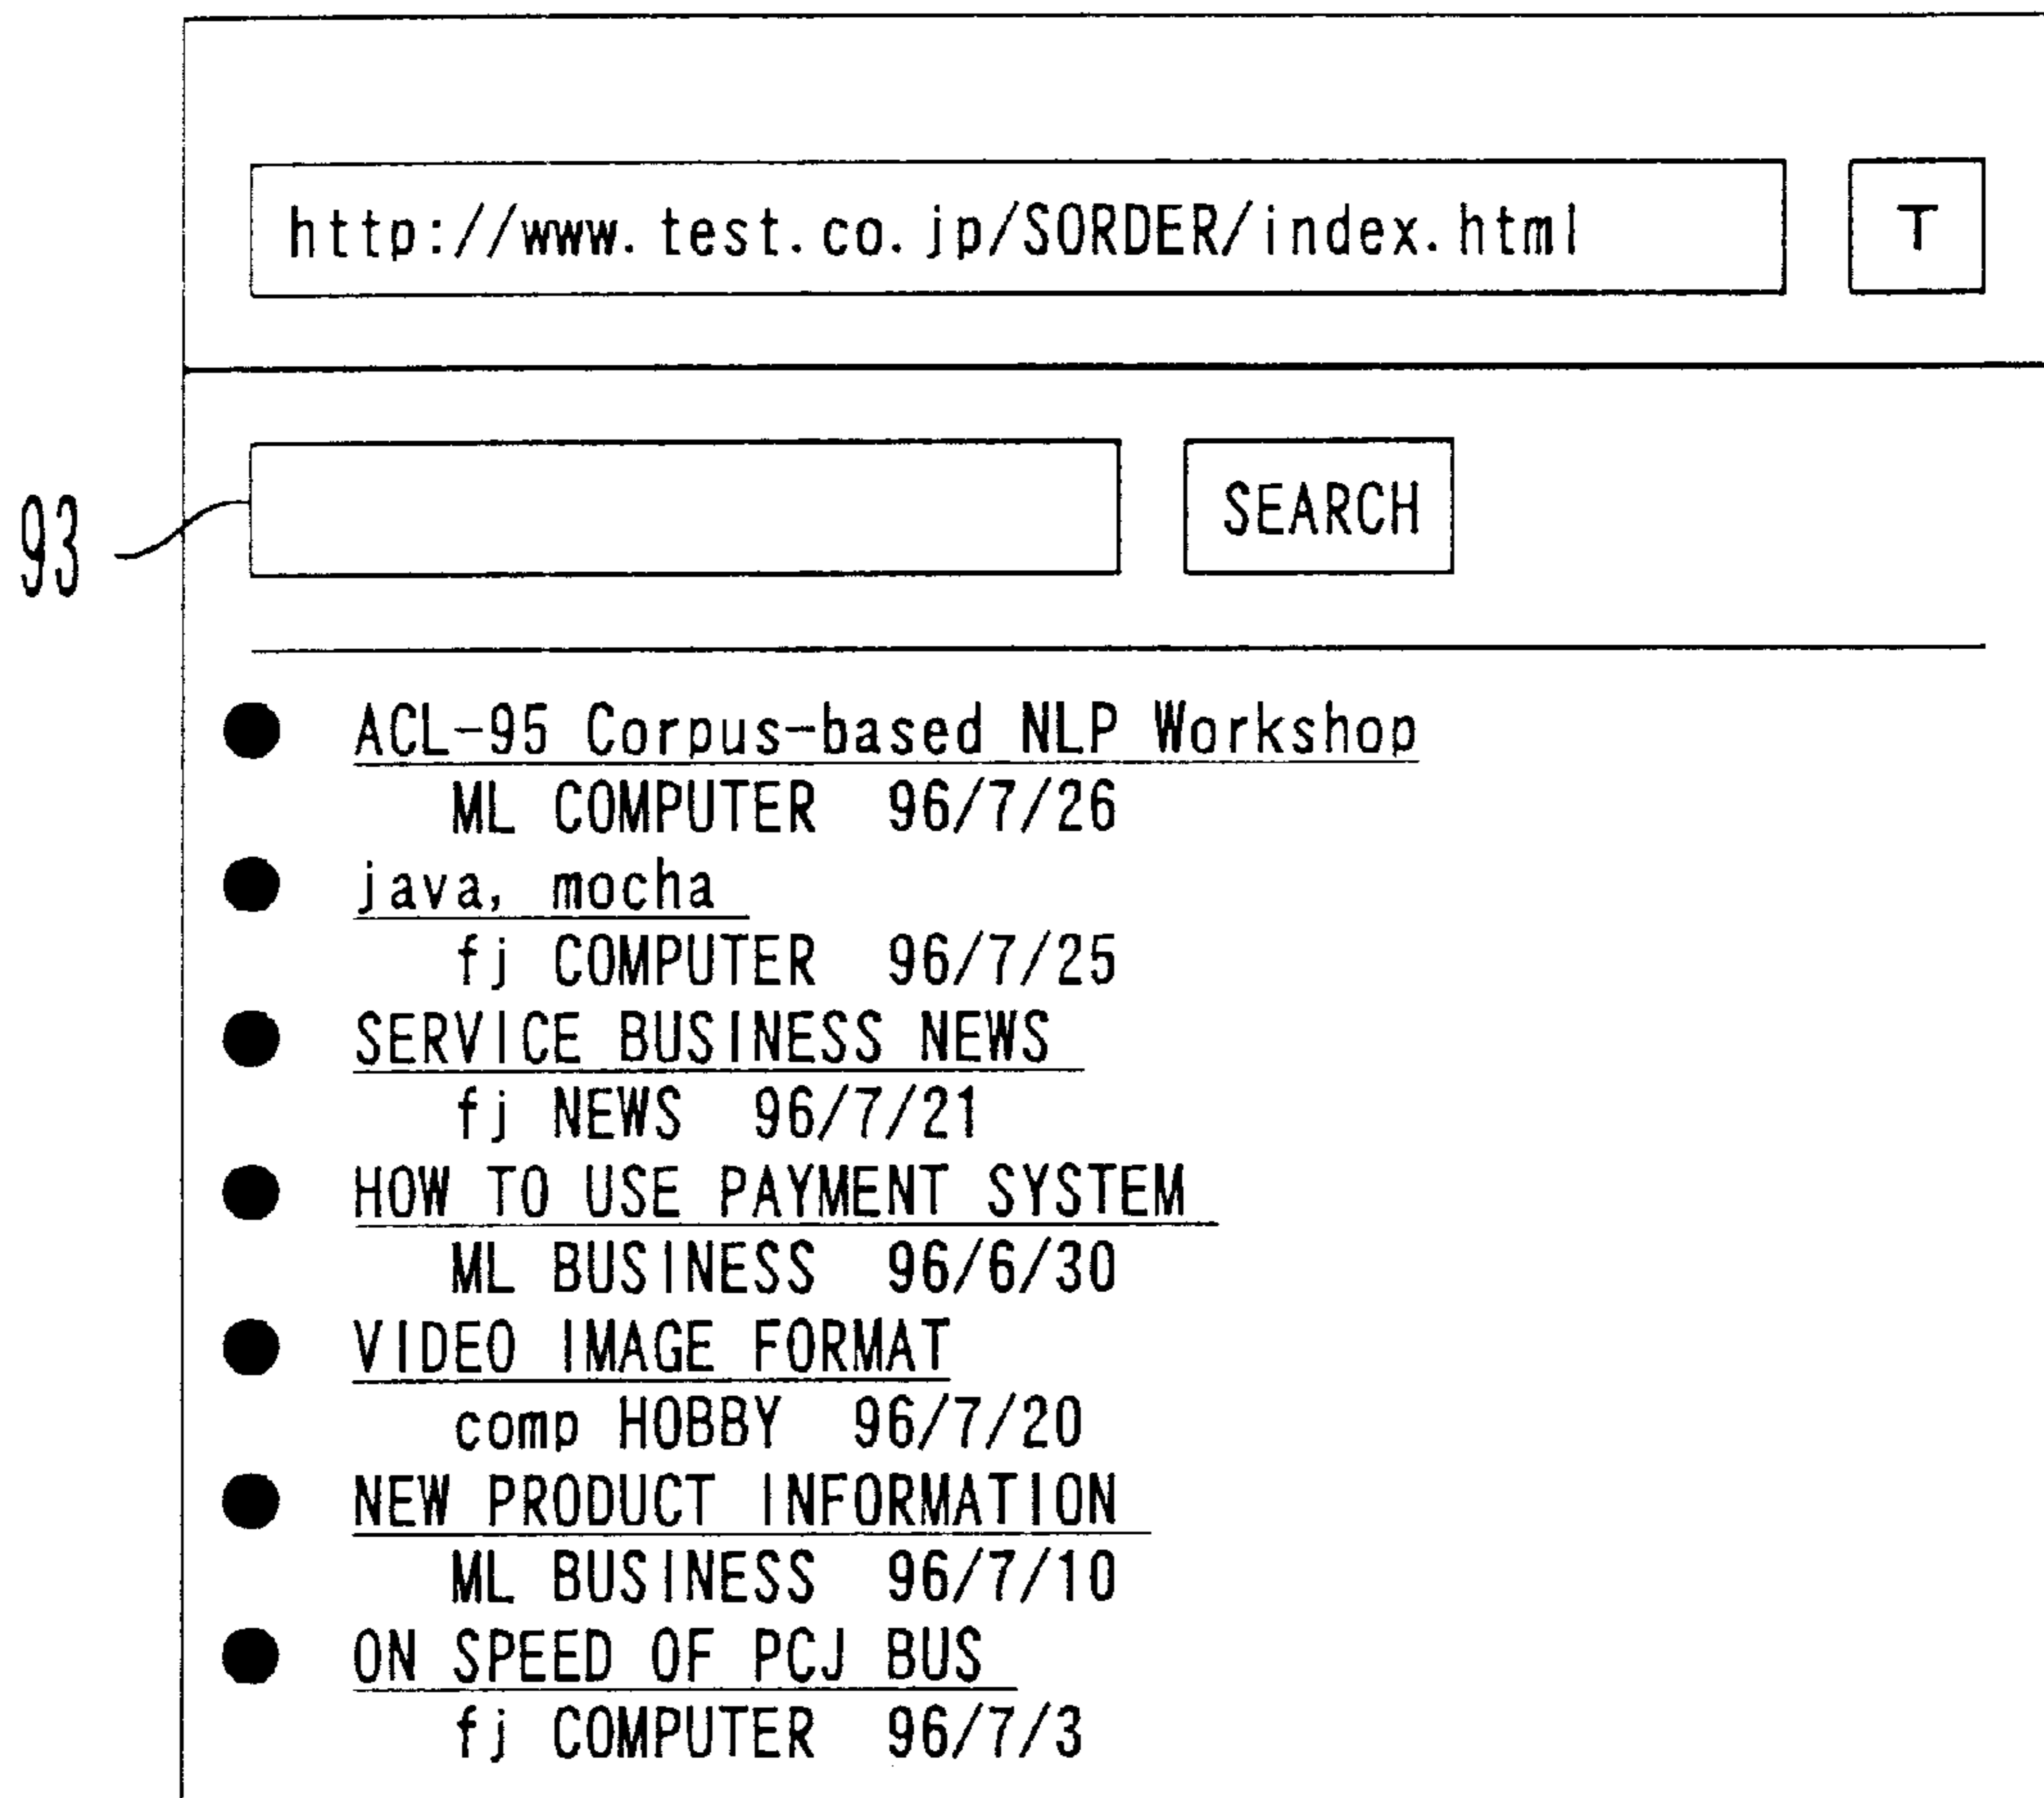 http://www.test.co.jp/SORDER/index.html T
93 SEARCH
ACL-95 Corpus-based NLP Workshop
ML COMPUTER 96/7/26
java, mocha
fj COMPUTER 96/7/25
SERVICE BUSINESS NEWS
fj NEWS 96/7/21
HOW TO USE PAYMENT SYSTEM
ML BUSINESS 96/6/30
VIDEO IMAGE FORMAT
comp HOBBY 96/7/20
NEW PRODUCT INFORMATION
ML BUSINESS 96/7/10
ON SPEED OF PCJ BUS
fj COMPUTER 96/7/3